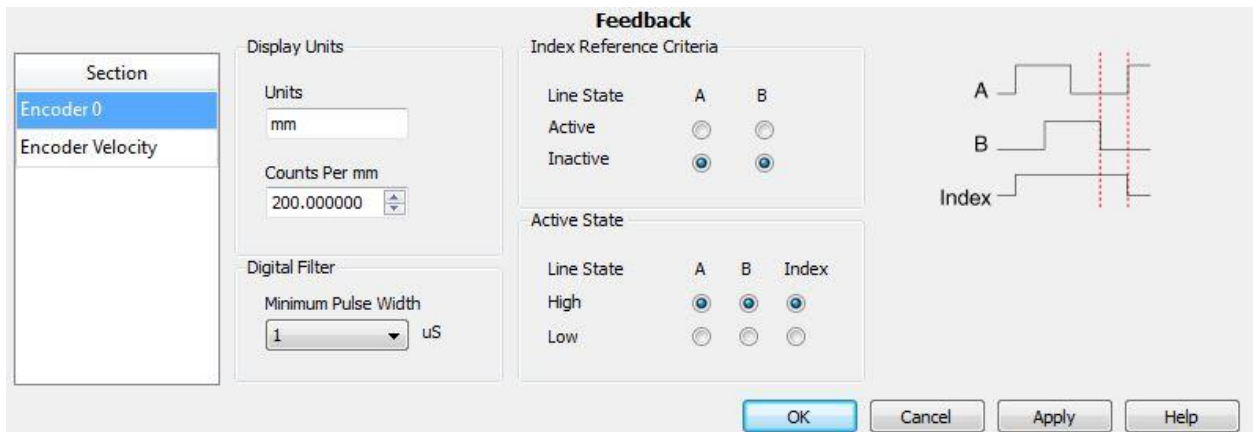 Feedback
Section
Encoder 0
Encoder Velocity
Display Units
Units
mm
Counts Per mm
200.000000
Digital Filter
Minimum Pulse Width
1 uS
Index Reference Criteria
Line State A B
Active
Inactive
Active State
Line State A B Index
High
Low
A
B
Index
OK Cancel Apply Help